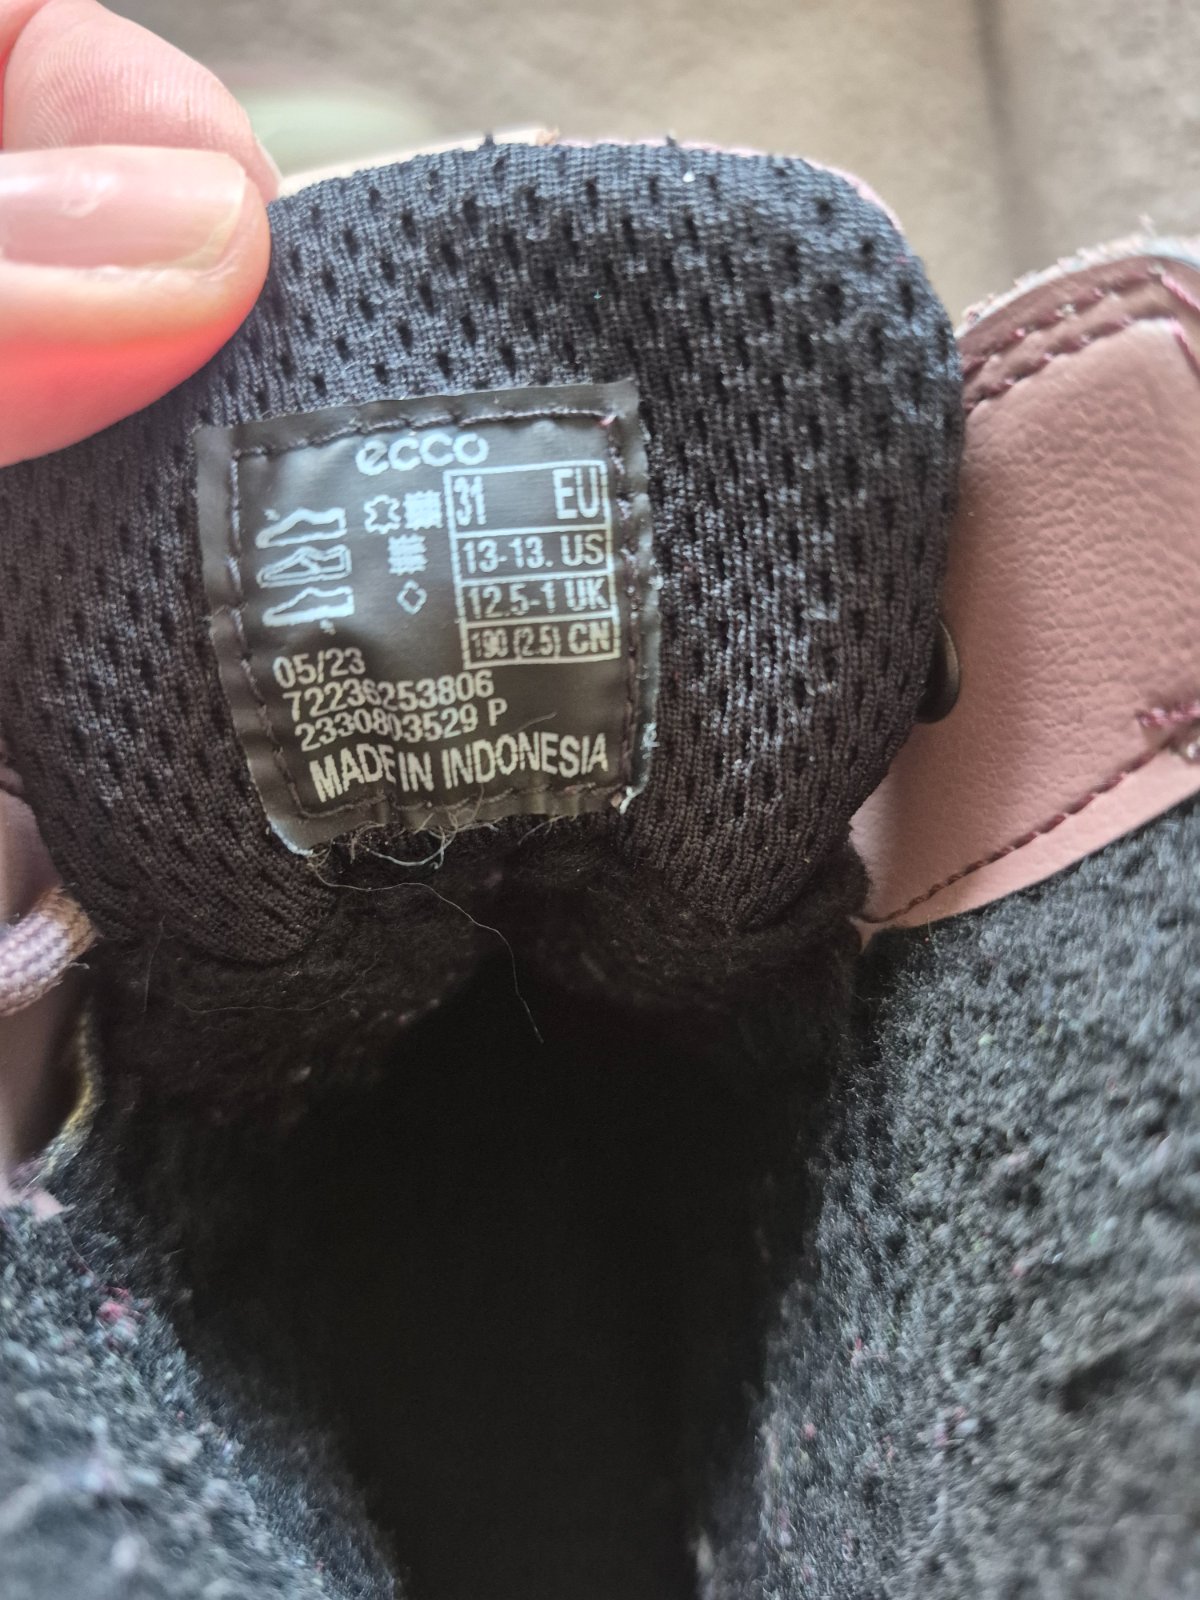 ecco
31 EU
13-13. US
12.5-1 UK
190 (2.5) CN
05/23
72236253806
2330803529 P
MADE IN INDONESIA